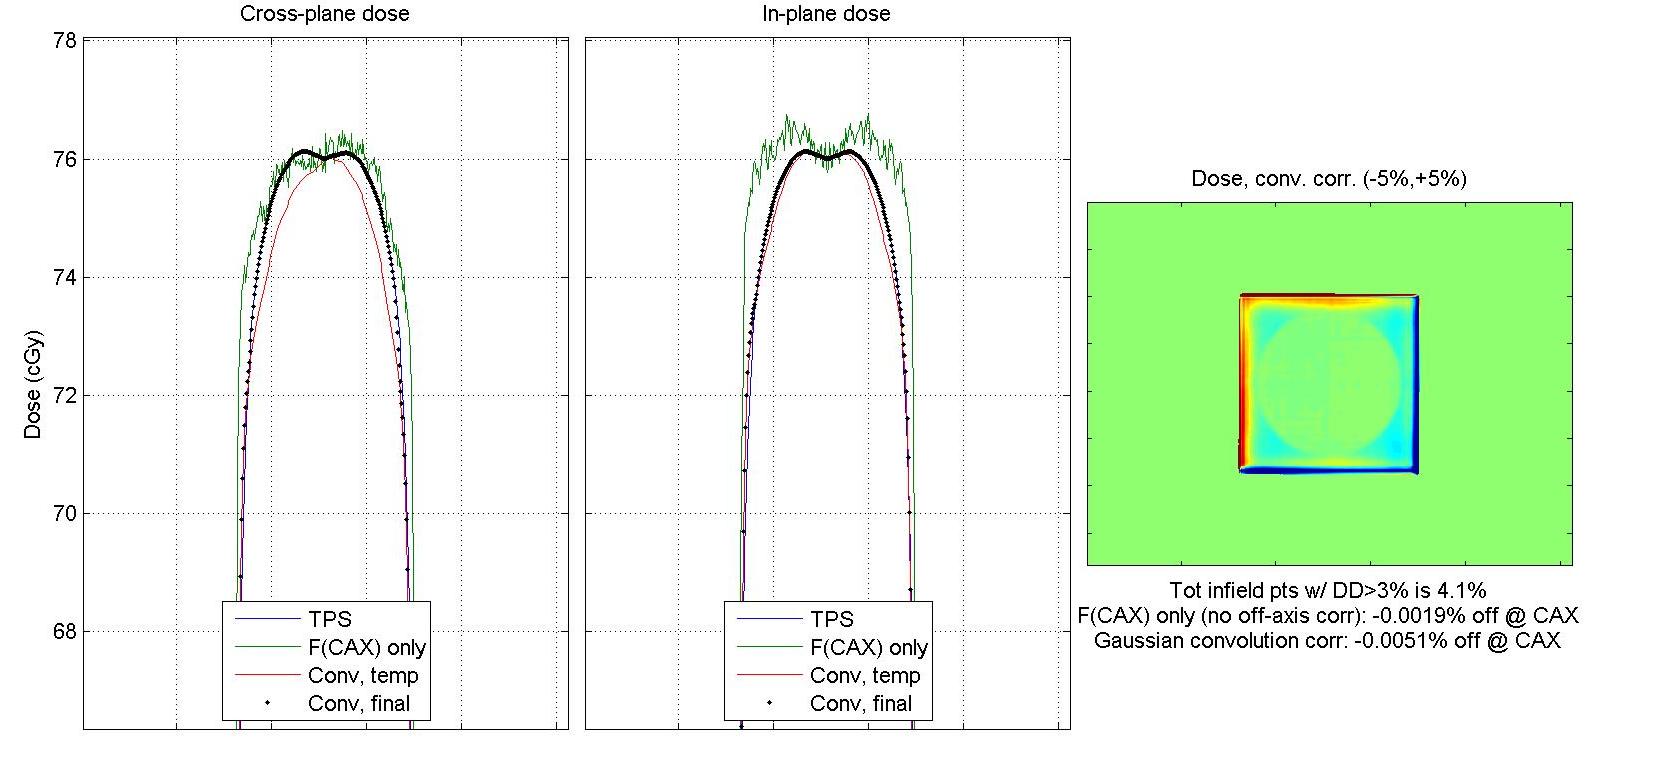 Cross-plane dose
78
76
74
72
70
68
Dose (cGy)
TPS
F(CAX) only
Conv, temp
Conv, final
In-plane dose
TPS
F(CAX) only
Conv, temp
Conv, final
Dose, conv. corr. (-5%,+5%)
Tot infield pts w/ DD>3% is 4.1%
F(CAX) only (no off-axis corr): -0.0019% off @ CAX
Gaussian convolution corr: -0.0051% off @ CAX